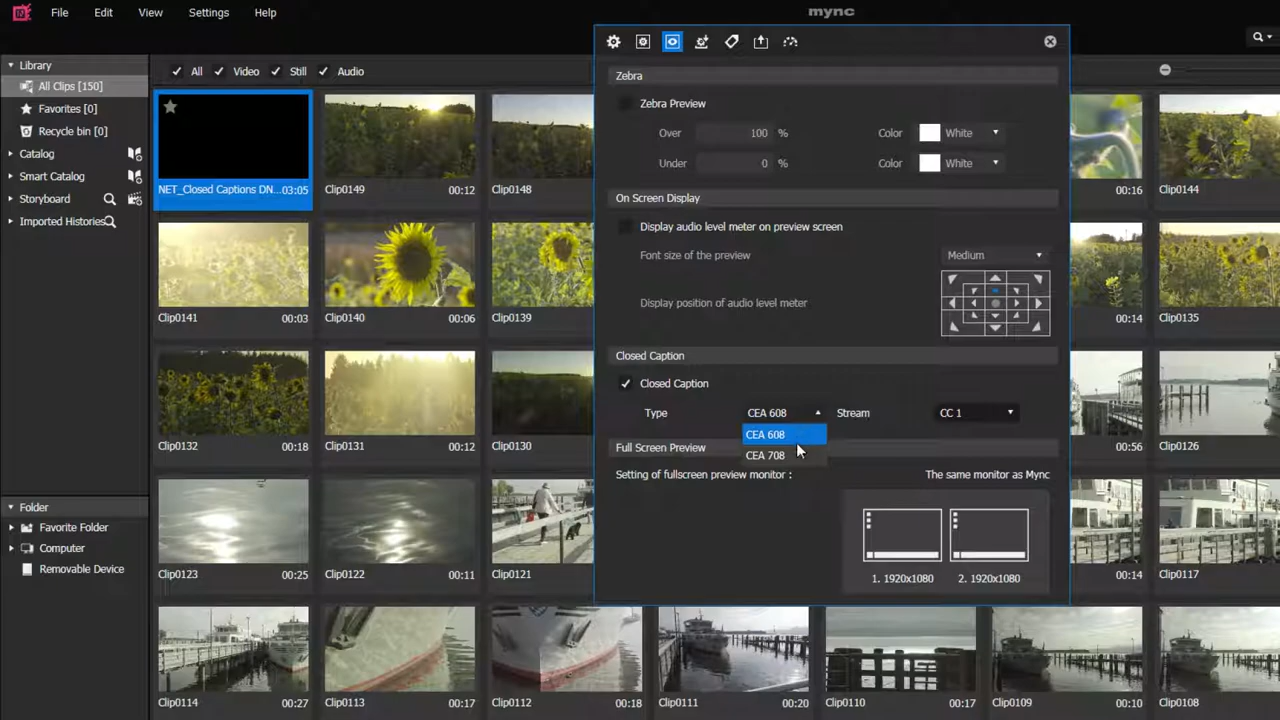 File Edit View Settings Help
mync
Library
All Clips [150]
Favorites [0]
Recycle bin [0]
Catalog
Smart Catalog
Storyboard
Imported Histories
All Video Still Audio
NET_Closed Captions DN... 03:05
Clip0149 00:12
Clip0148
00:16
Clip0144
Clip0141 00:03
Clip0140 00:06
Clip0139
00:14
Clip0135
Clip0132 00:18
Clip0131 00:12
Clip0130
Clip0126
Folder
Favorite Folder
Computer
Removable Device
Clip0123 00:25
Clip0122 00:11
Clip0121
00:14
Clip0117
Clip0114 00:27
Clip0113 00:17
Clip0112 00:18
Clip0111 00:20
Clip0110 00:17
Clip0109 00:10
Clip0108
Zebra
Zebra Preview
Over 100 % Color White
Under 0 % Color White
On Screen Display
Display audio level meter on preview screen
Font size of the preview Medium
Display position of audio level meter
Closed Caption
Closed Caption
Type CEA 608 Stream CC 1
CEA 608
CEA 708
Full Screen Preview
Setting of fullscreen preview monitor : The same monitor as Mync
1. 1920x1080 2. 1920x1080